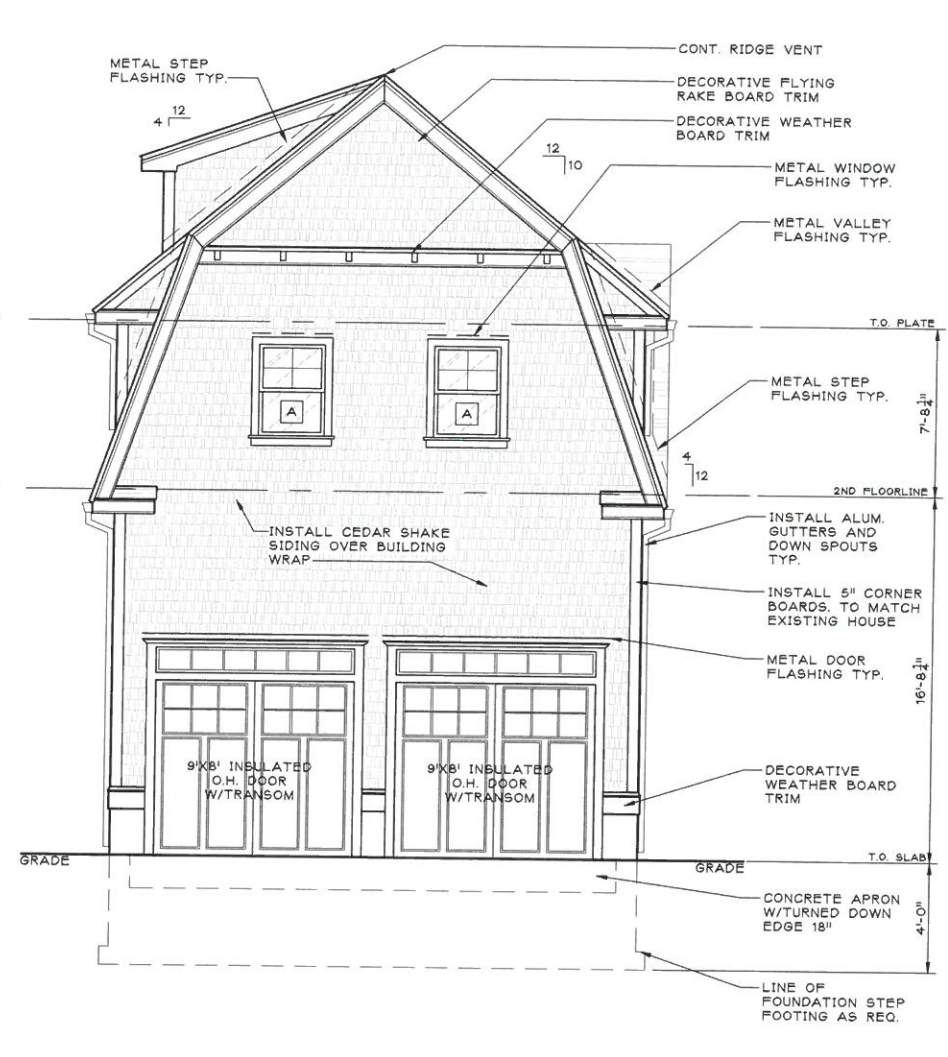 CONT. RIDGE VENT
METAL STEP
FLASHING TYP.
DECORATIVE FLYING
RAKE BOARD TRIM
12
4
DECORATIVE WEATHER
BOARD TRIM
12
10
METAL WINDOW
FLASHING TYP.
METAL VALLEY
FLASHING TYP.
T.O. PLATE
METAL STEP
FLASHING TYP.
7'-8 1/4"
A
A
4
12
2ND FLOORLINE
INSTALL CEDAR SHAKE
SIDING OVER BUILDING
WRAP
INSTALL ALUM.
GUTTERS AND
DOWN SPOUTS
TYP.
INSTALL 5" CORNER
BOARDS. TO MATCH
EXISTING HOUSE
METAL DOOR
FLASHING TYP.
16'-8 1/4"
9'X8' INSULATED
O.H. DOOR
W/TRANSOM
9'X8' INSULATED
O.H. DOOR
W/TRANSOM
DECORATIVE
WEATHER BOARD
TRIM
GRADE
GRADE
T.O. SLAB
CONCRETE APRON
W/TURNED DOWN
EDGE 18"
4'-0"
LINE OF
FOUNDATION STEP
FOOTING AS REQ.